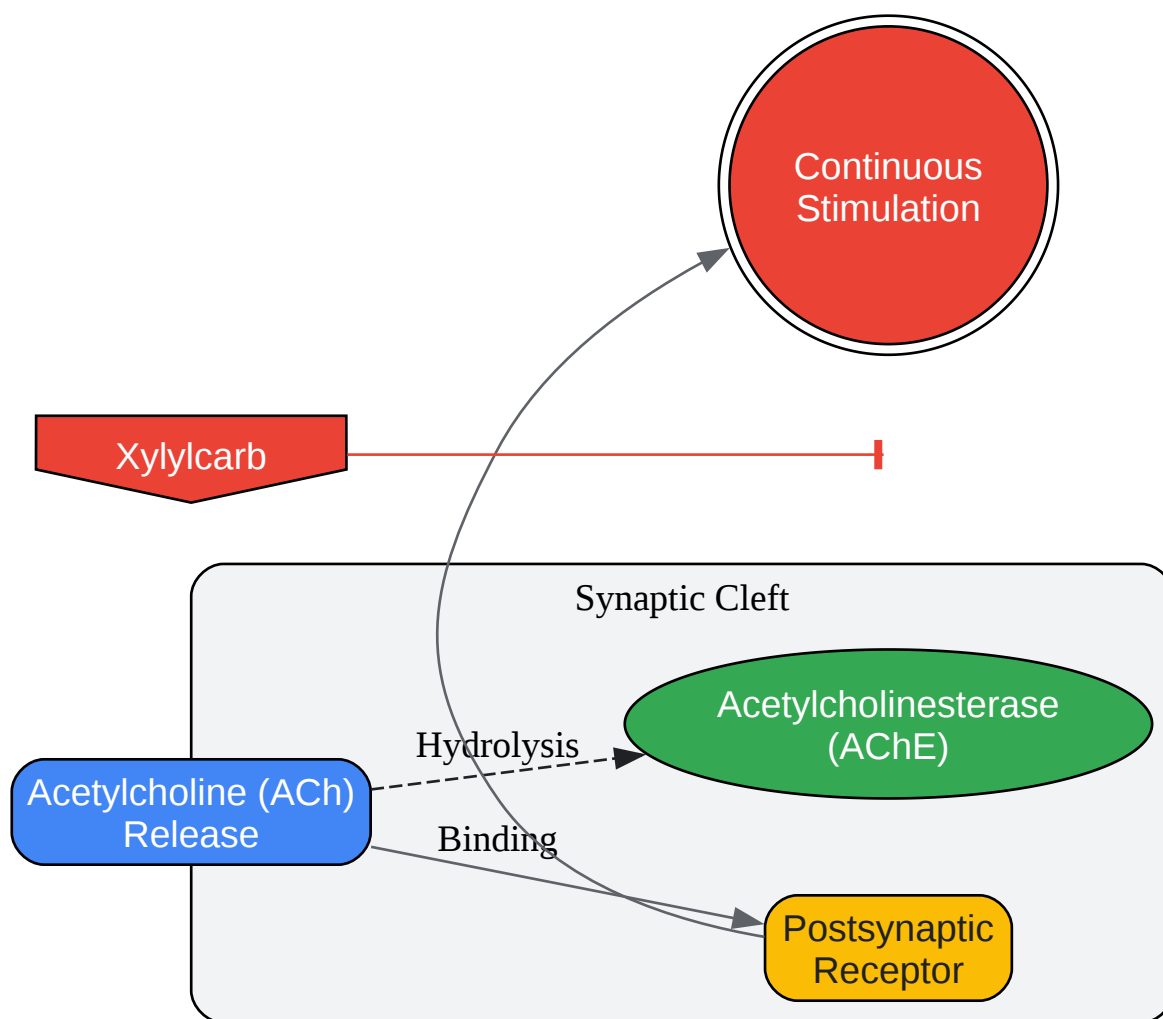 Continuous
Stimulation
Xylylcarb
Synaptic Cleft
Acetylcholinesterase
(AChE)
Hydrolysis
Acetylcholine (ACh)
Release
Binding
Postsynaptic
Receptor